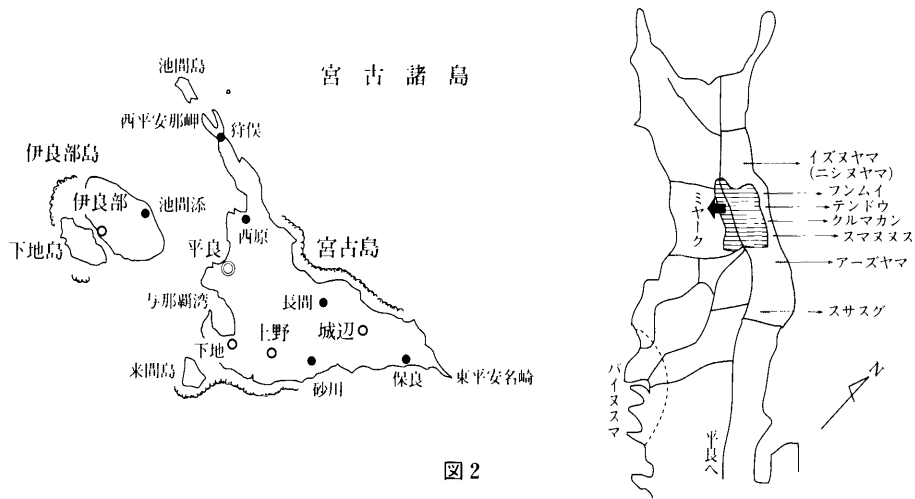 宮古諸島
池間島
西平安那岬
狩俣
伊良部島
伊良部
池間添
下地島
西原
宮古島
平良
与那覇湾
長間
城辺
上野
下地
来間島
砂川
保良
東平安名崎
図2
イズヌヤマ
(ニシヌヤマ)
フンムイ
テンドウ
クルマカン
スマヌヌス
アーズヤマ
スサスグ
ミャーク
パイヌスマ
平良へ
N